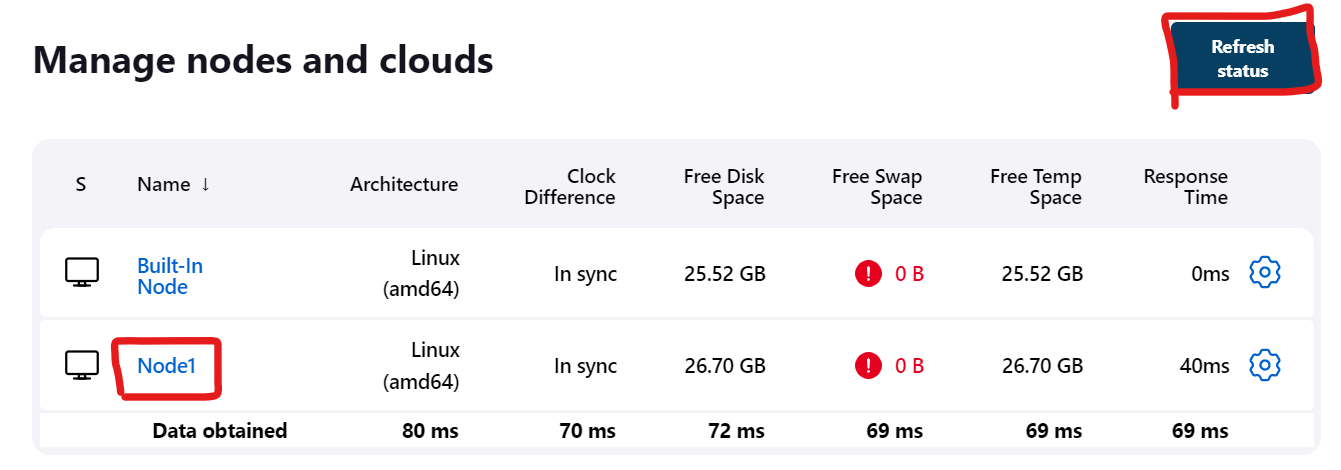 Refresh
status
Manage nodes and clouds
S Name ↓ Architecture Clock Difference Free Disk Space Free Swap Space Free Temp Space Response Time
Built-In Node Linux (amd64) In sync 25.52 GB ! 0 B 25.52 GB 0ms
Node1 Linux (amd64) In sync 26.70 GB ! 0 B 26.70 GB 40ms
Data obtained 80 ms 70 ms 72 ms 69 ms 69 ms 69 ms